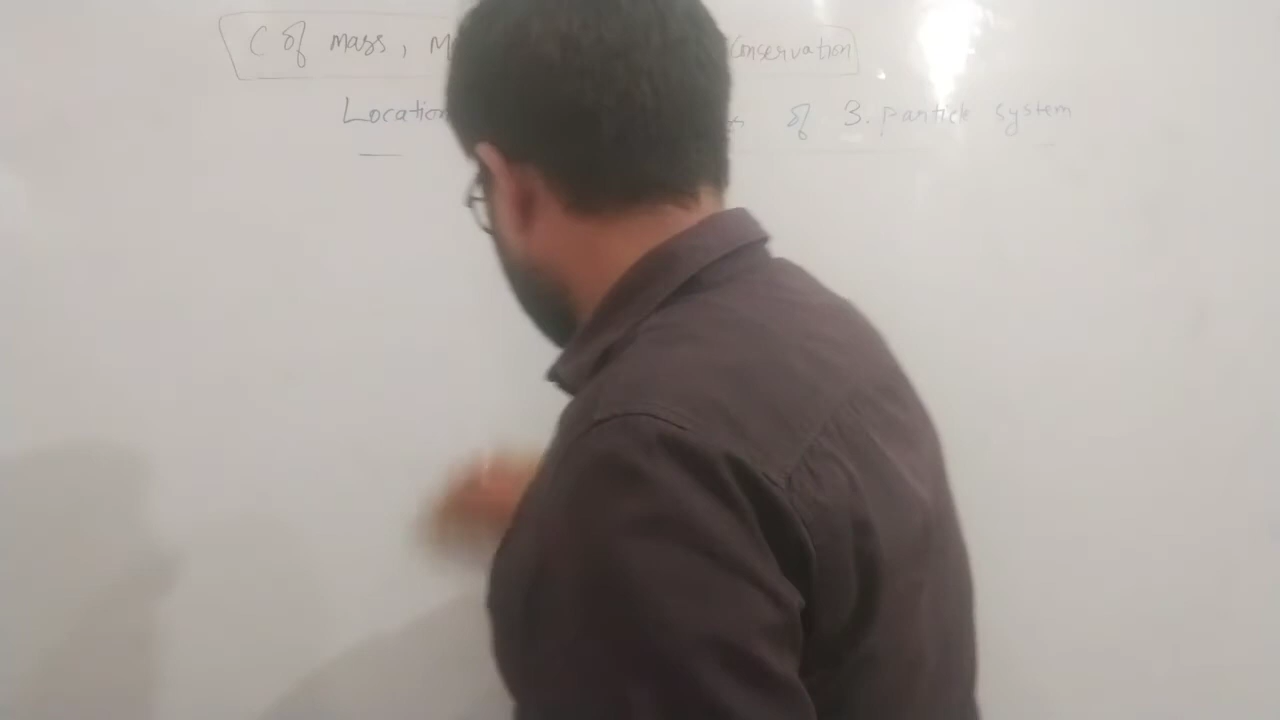 C of mass, M Conservation
Location of 3. particle system